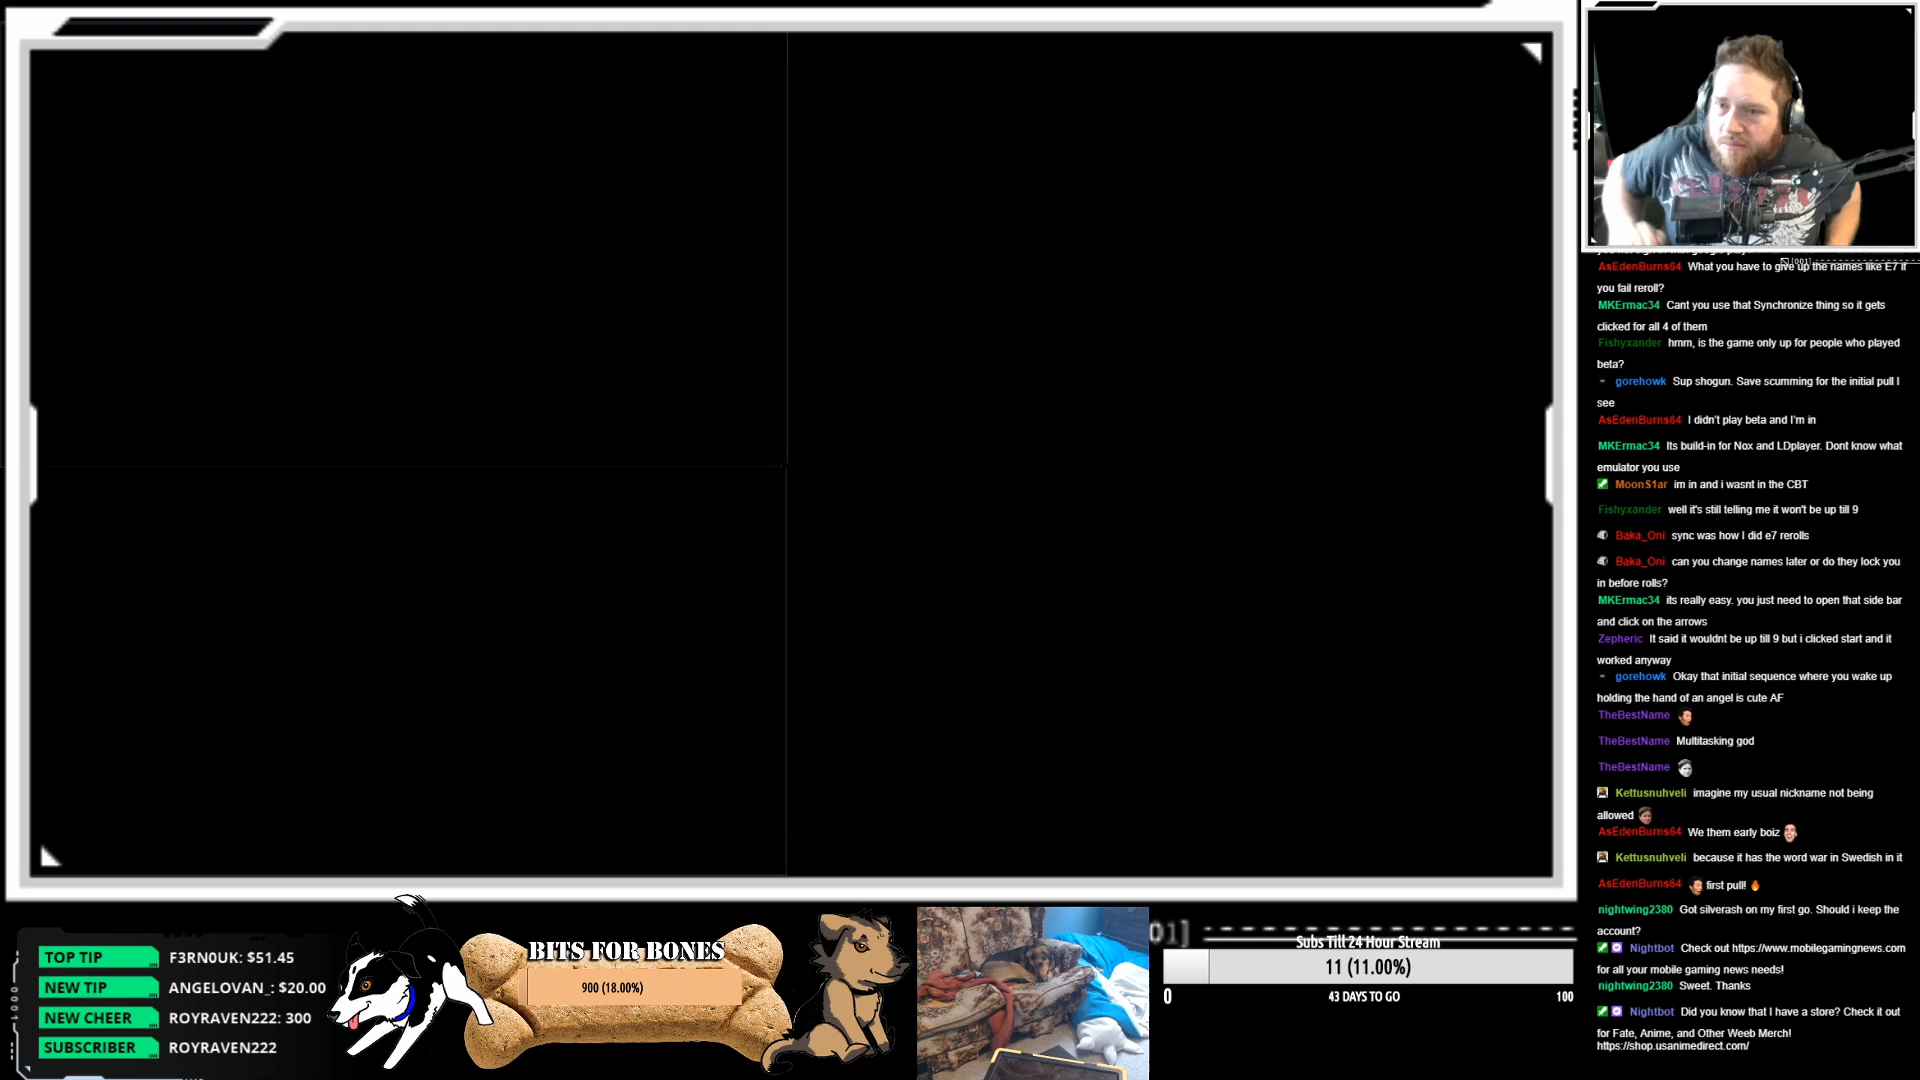 [001]
AsEdenBurns64 What you have to give up the names like E7 if
you fail reroll?
MKErmac34 Cant you use that Synchronize thing so it gets
clicked for all 4 of them
Fishyxander hmm, is the game only up for people who played
beta?
gorehowk Sup shogun. Save scumming for the initial pull I
see
AsEdenBurns64 I didn't play beta and I'm in
MKErmac34 Its build-in for Nox and LDplayer. Dont know what
emulator you use
MoonS1ar im in and i wasnt in the CBT
Fishyxander well it's still telling me it won't be up till 9
Baka_Oni sync was how I did e7 rerolls
Baka_Oni can you change names later or do they lock you
in before rolls?
MKErmac34 its really easy. you just need to open that side bar
and click on the arrows
Zepheric It said it wouldnt be up till 9 but i clicked start and it
worked anyway
gorehowk Okay that initial sequence where you wake up
holding the hand of an angel is cute AF
TheBestName
TheBestName Multitasking god
TheBestName
Kettusnuhveli imagine my usual nickname not being
allowed
AsEdenBurns64 We them early boiz
Kettusnuhveli because it has the word war in Swedish in it
AsEdenBurns64 first pull!
nightwing2380 Got silverash on my first go. Should i keep the
account?
Nightbot Check out https://www.mobilegamingnews.com
for all your mobile gaming news needs!
nightwing2380 Sweet. Thanks
Nightbot Did you know that I have a store? Check it out
for Fate, Anime, and Other Weeb Merch!
https://shop.usanimedirect.com/
TOP TIP F3RN0UK: $51.45
NEW TIP ANGELOVAN_: $20.00
NEW CHEER ROYRAVEN222: 300
SUBSCRIBER ROYRAVEN222
BITS FOR BONES
900 (18.00%)
01]
Subs Till 24 Hour Stream
11 (11.00%)
0 43 DAYS TO GO 100